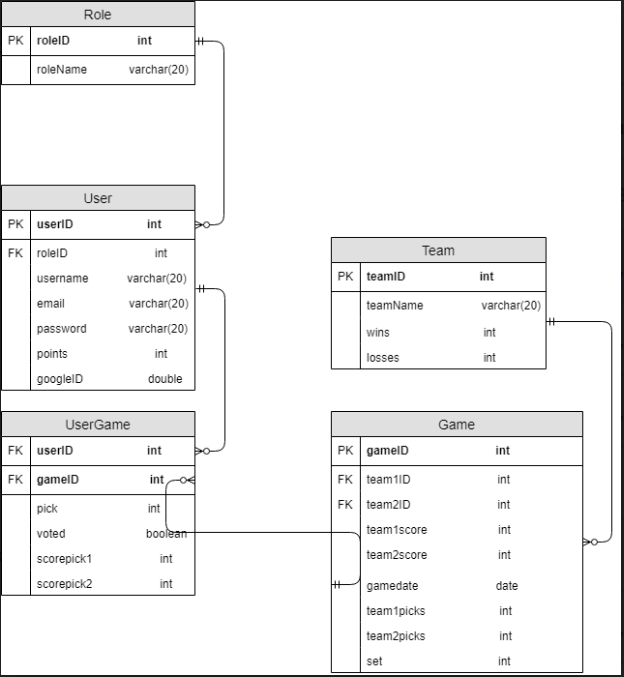 Role
PK roleID int
roleName varchar(20)
User
PK userID int
FK roleID int
username varchar(20)
email varchar(20)
password varchar(20)
points int
googleID double
UserGame
FK userID int
FK gameID int
pick int
voted boolean
scorepick1 int
scorepick2 int
Team
PK teamID int
teamName varchar(20)
wins int
losses int
Game
PK gameID int
FK team1ID int
FK team2ID int
team1score int
team2score int
gamedate date
team1picks int
team2picks int
set int